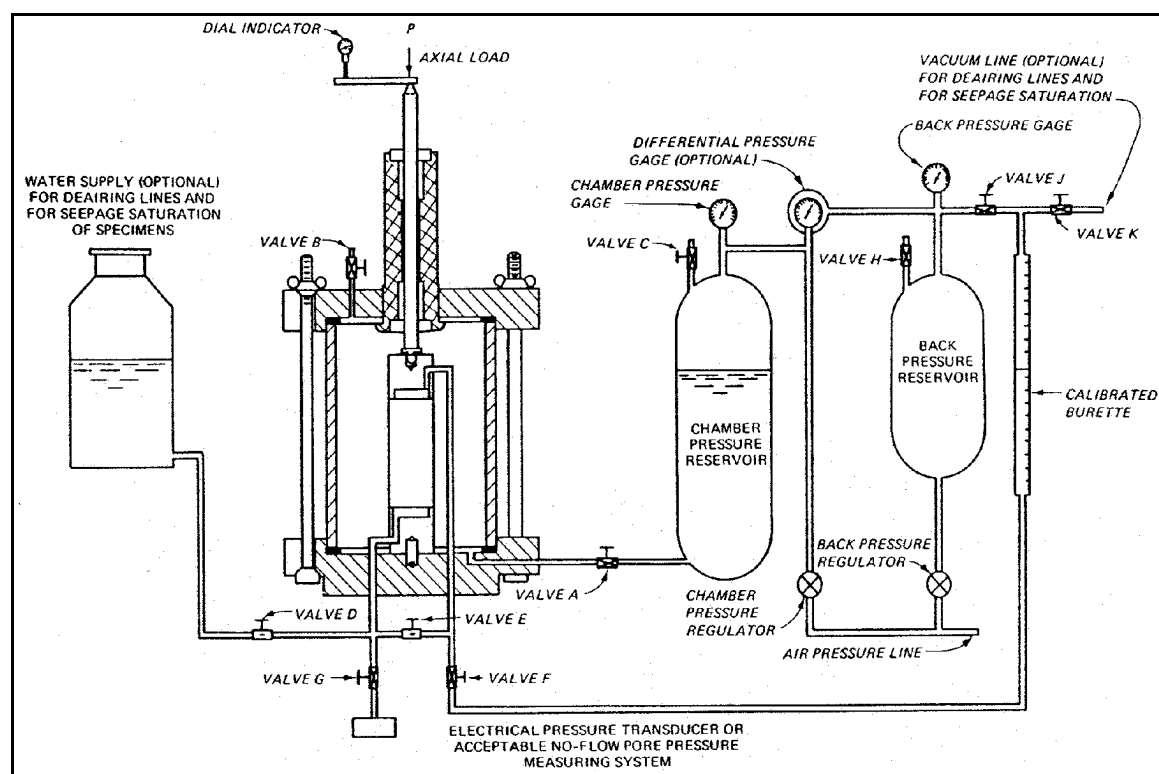 DIAL INDICATOR
P
AXIAL LOAD
VACUUM LINE (OPTIONAL)
FOR DEAIRING LINES AND
FOR SEEPAGE SATURATION
BACK PRESSURE GAGE
DIFFERENTIAL PRESSURE
GAGE (OPTIONAL)
VALVE J
CHAMBER PRESSURE
GAGE
WATER SUPPLY (OPTIONAL)
FOR DEAIRING LINES AND
FOR SEEPAGE SATURATION
OF SPECIMENS
VALVE B
VALVE C
VALVE H
VALVE K
BACK
PRESSURE
RESERVOIR
CALIBRATED
BURETTE
CHAMBER
PRESSURE
RESERVOIR
BACK PRESSURE
REGULATOR
VALVE A
CHAMBER
PRESSURE
REGULATOR
VALVE D
VALVE E
AIR PRESSURE LINE
VALVE G
VALVE F
ELECTRICAL PRESSURE TRANSDUCER OR
ACCEPTABLE NO-FLOW PORE PRESSURE
MEASURING SYSTEM